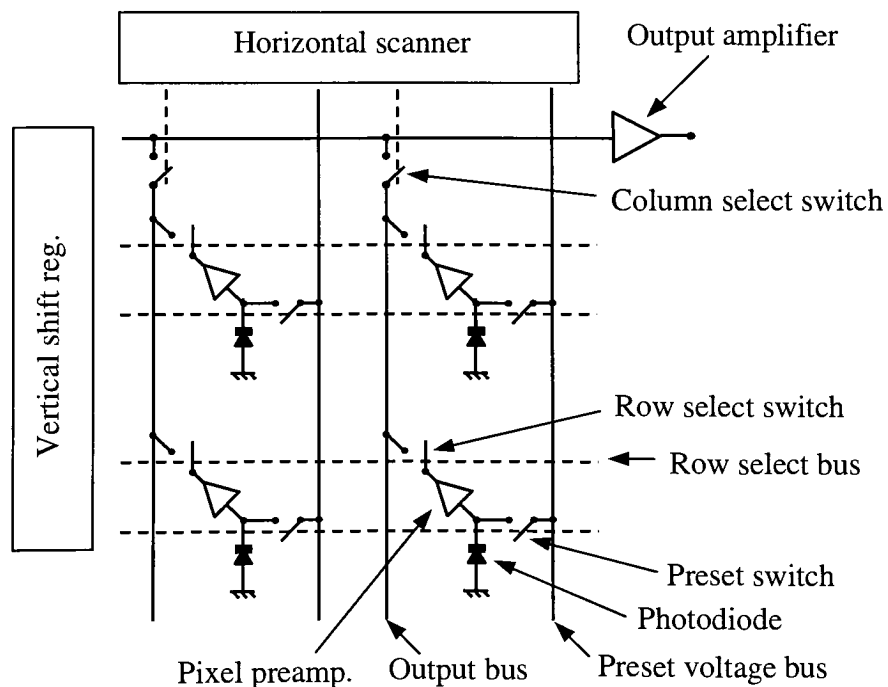 Horizontal scanner
Output amplifier
Column select switch
Vertical shift reg.
Row select switch
Row select bus
Preset switch
Photodiode
Pixel preamp.
Output bus
Preset voltage bus